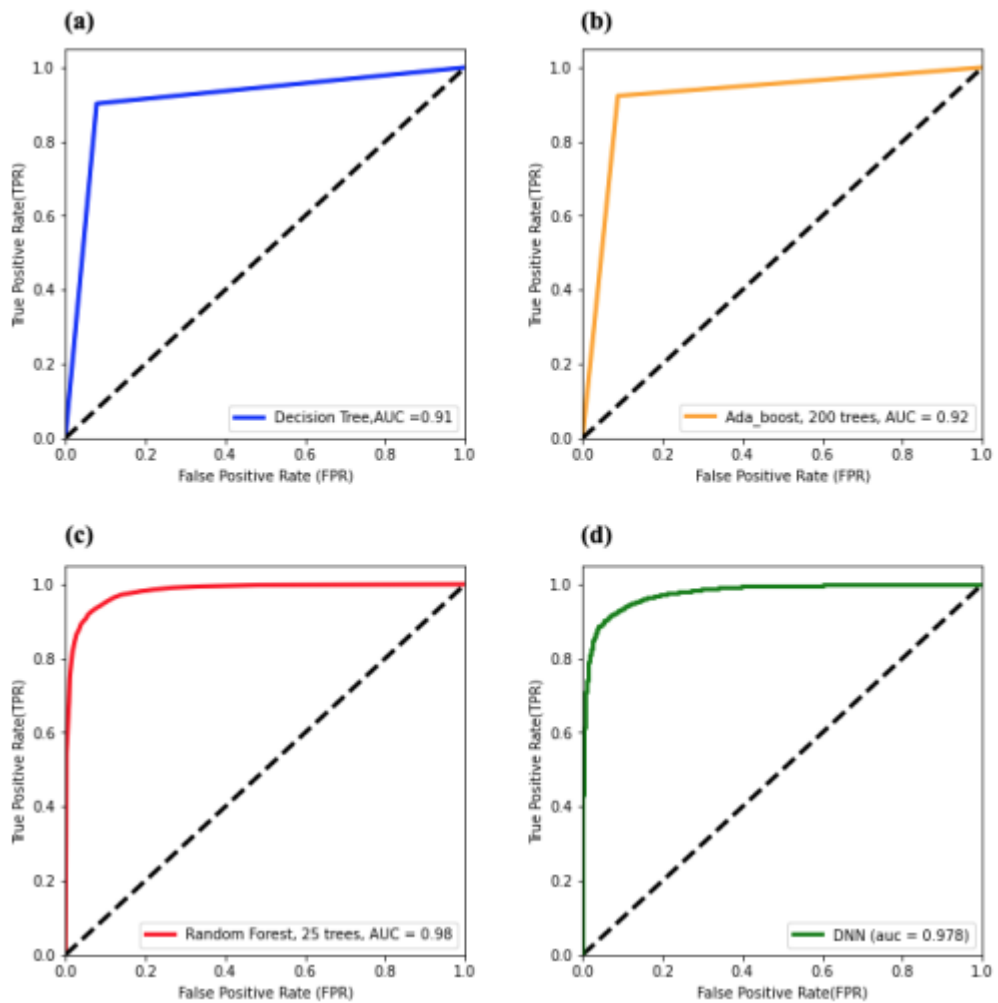 (a)
1.0
0.8
0.6
0.4
0.2
0.0
True Positive Rate(TPR)
Decision Tree,AUC =0.91
0.0 0.2 0.4 0.6 0.8 1.0
False Positive Rate (FPR)
(b)
1.0
0.8
0.6
0.4
0.2
0.0
True Positive Rate(TPR)
Ada_boost, 200 trees, AUC = 0.92
0.0 0.2 0.4 0.6 0.8 1.0
False Positive Rate (FPR)
(c)
1.0
0.8
0.6
0.4
0.2
0.0
True Positive Rate(TPR)
Random Forest, 25 trees, AUC = 0.98
0.0 0.2 0.4 0.6 0.8 1.0
False Positive Rate (FPR)
(d)
1.0
0.8
0.6
0.4
0.2
0.0
True Positive Rate(TPR)
DNN (auc = 0.978)
0.0 0.2 0.4 0.6 0.8 1.0
False Positive Rate(FPR)